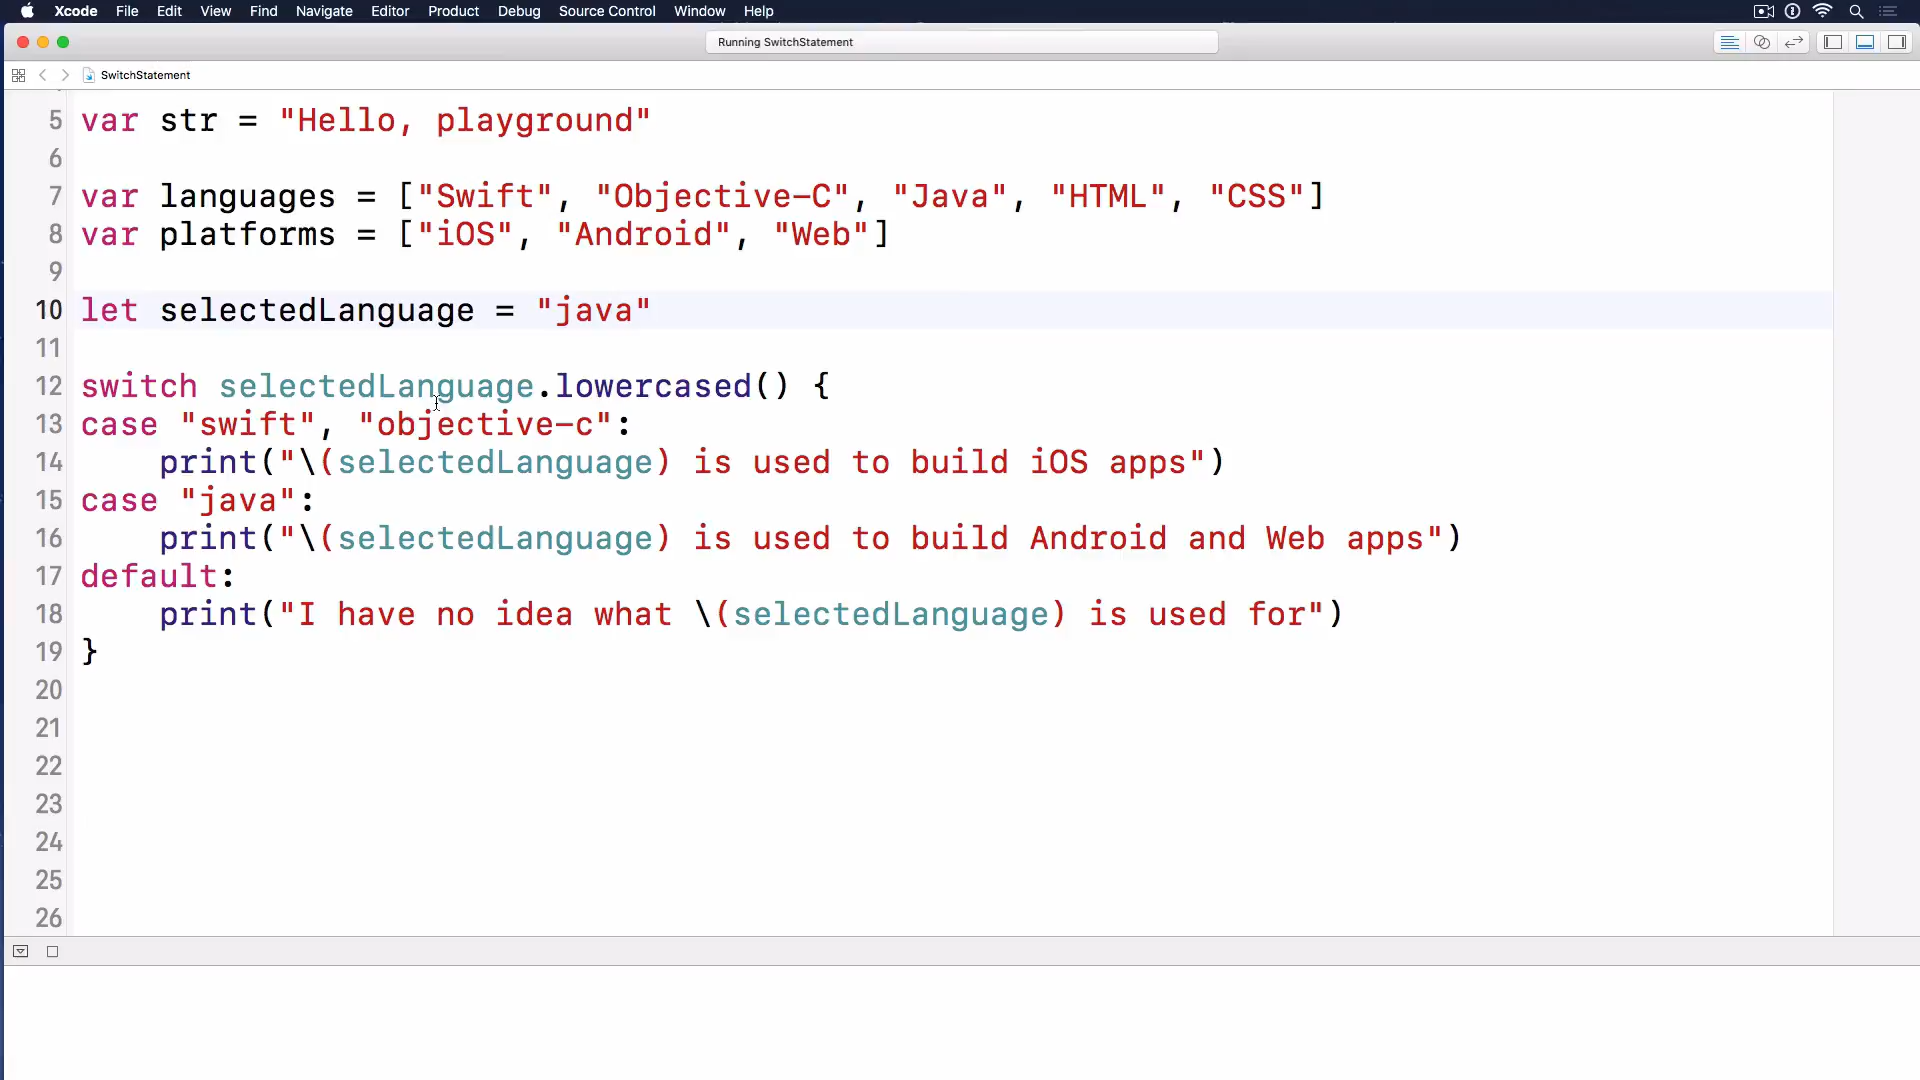 Xcode File Edit View Find Navigate Editor Product Debug Source Control Window Help
Running SwitchStatement
SwitchStatement
5 var str = "Hello, playground"
6
7 var languages = ["Swift", "Objective-C", "Java", "HTML", "CSS"]
8 var platforms = ["iOS", "Android", "Web"]
9
10 let selectedLanguage = "java"
11
12 switch selectedLanguage.lowercased() {
13 case "swift", "objective-c":
14     print("\(selectedLanguage) is used to build iOS apps")
15 case "java":
16     print("\(selectedLanguage) is used to build Android and Web apps")
17 default:
18     print("I have no idea what \(selectedLanguage) is used for")
19 }
20
21
22
23
24
25
26